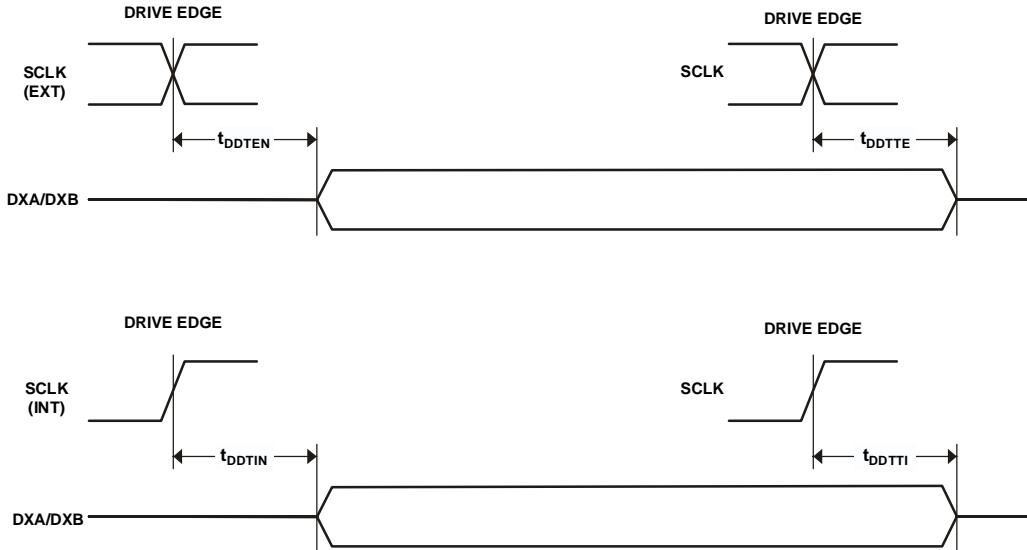 DRIVE EDGE
DRIVE EDGE
SCLK
(EXT)
SCLK
tDDTEN
tDDTTE
DXA/DXB
DRIVE EDGE
DRIVE EDGE
SCLK
(INT)
SCLK
tDDTIN
tDDTTI
DXA/DXB